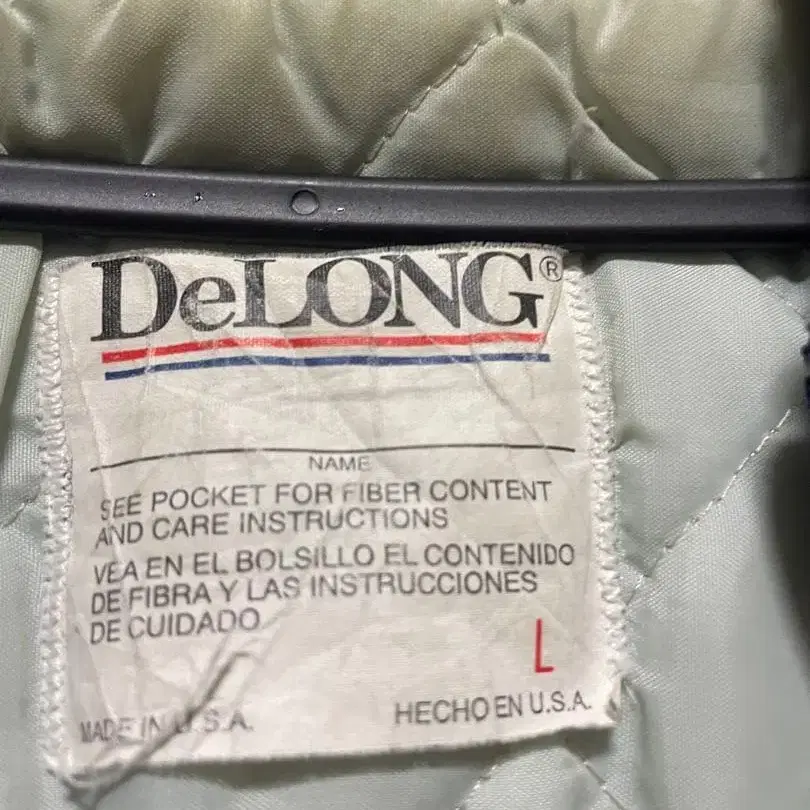 DeLONG®
NAME
SEE POCKET FOR FIBER CONTENT
AND CARE INSTRUCTIONS
VEA EN EL BOLSILLO EL CONTENIDO
DE FIBRA Y LAS INSTRUCCIONES
DE CUIDADO
L
MADE IN U.S.A. HECHO EN U.S.A.